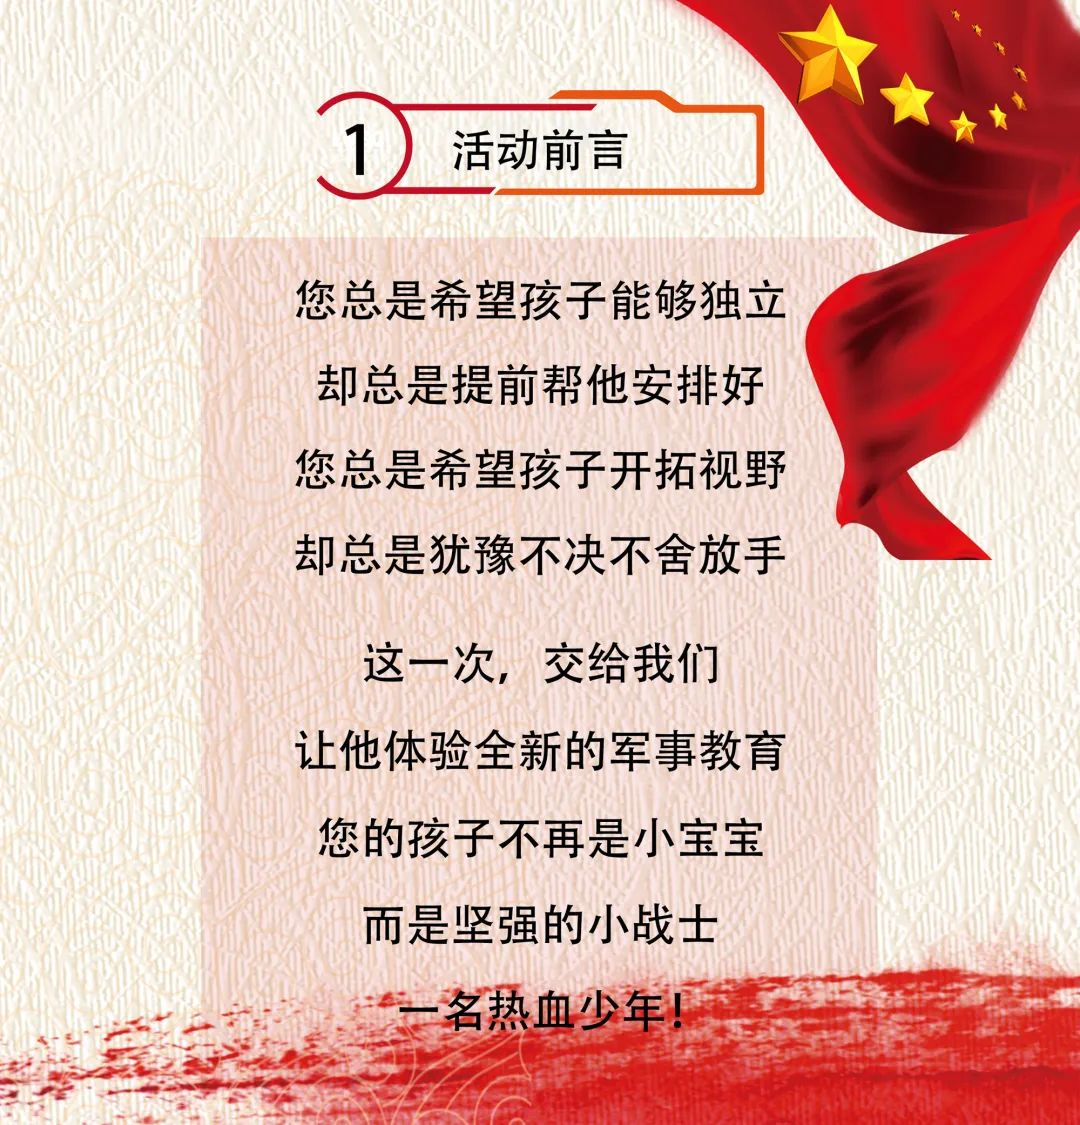 1
活动前言
您总是希望孩子能够独立
却总是提前帮他安排好
您总是希望孩子开拓视野
却总是犹豫不决不舍放手
这一次，交给我们
让他体验全新的军事教育
您的孩子不再是小宝宝
而是坚强的小战士
一名热血少年！